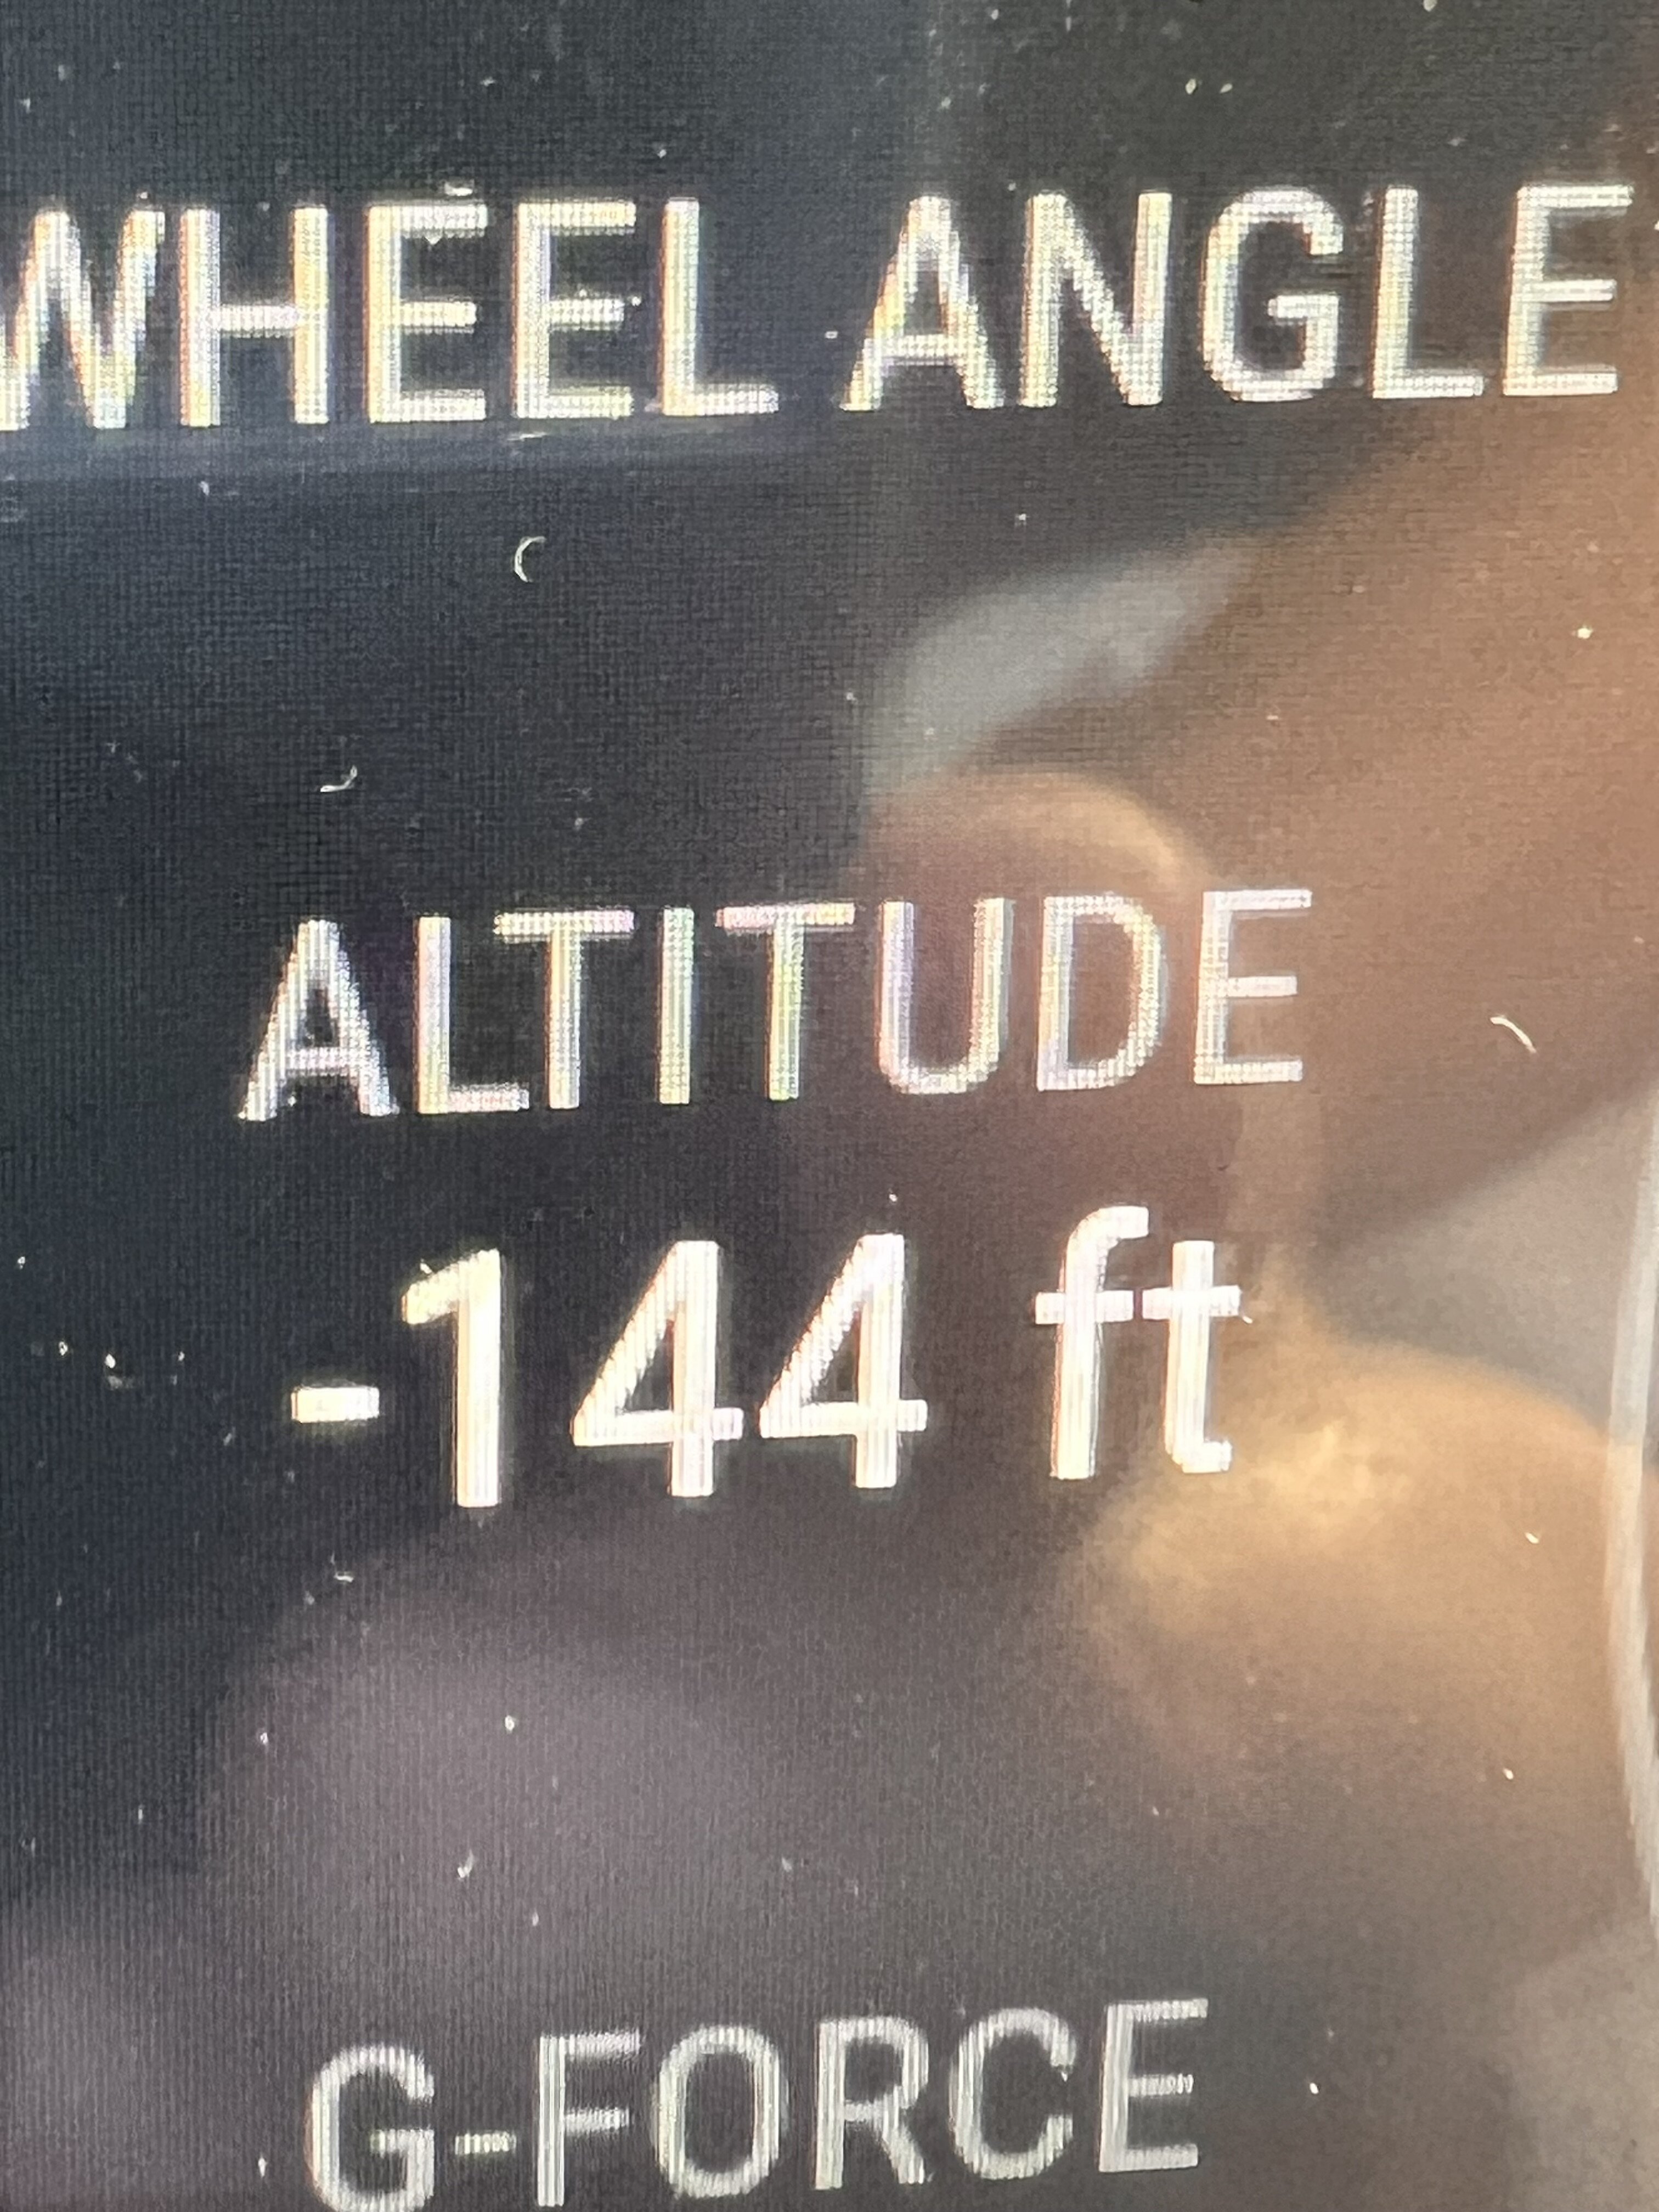 WHEEL ANGLE
ALTITUDE
-144 ft
G-FORCE